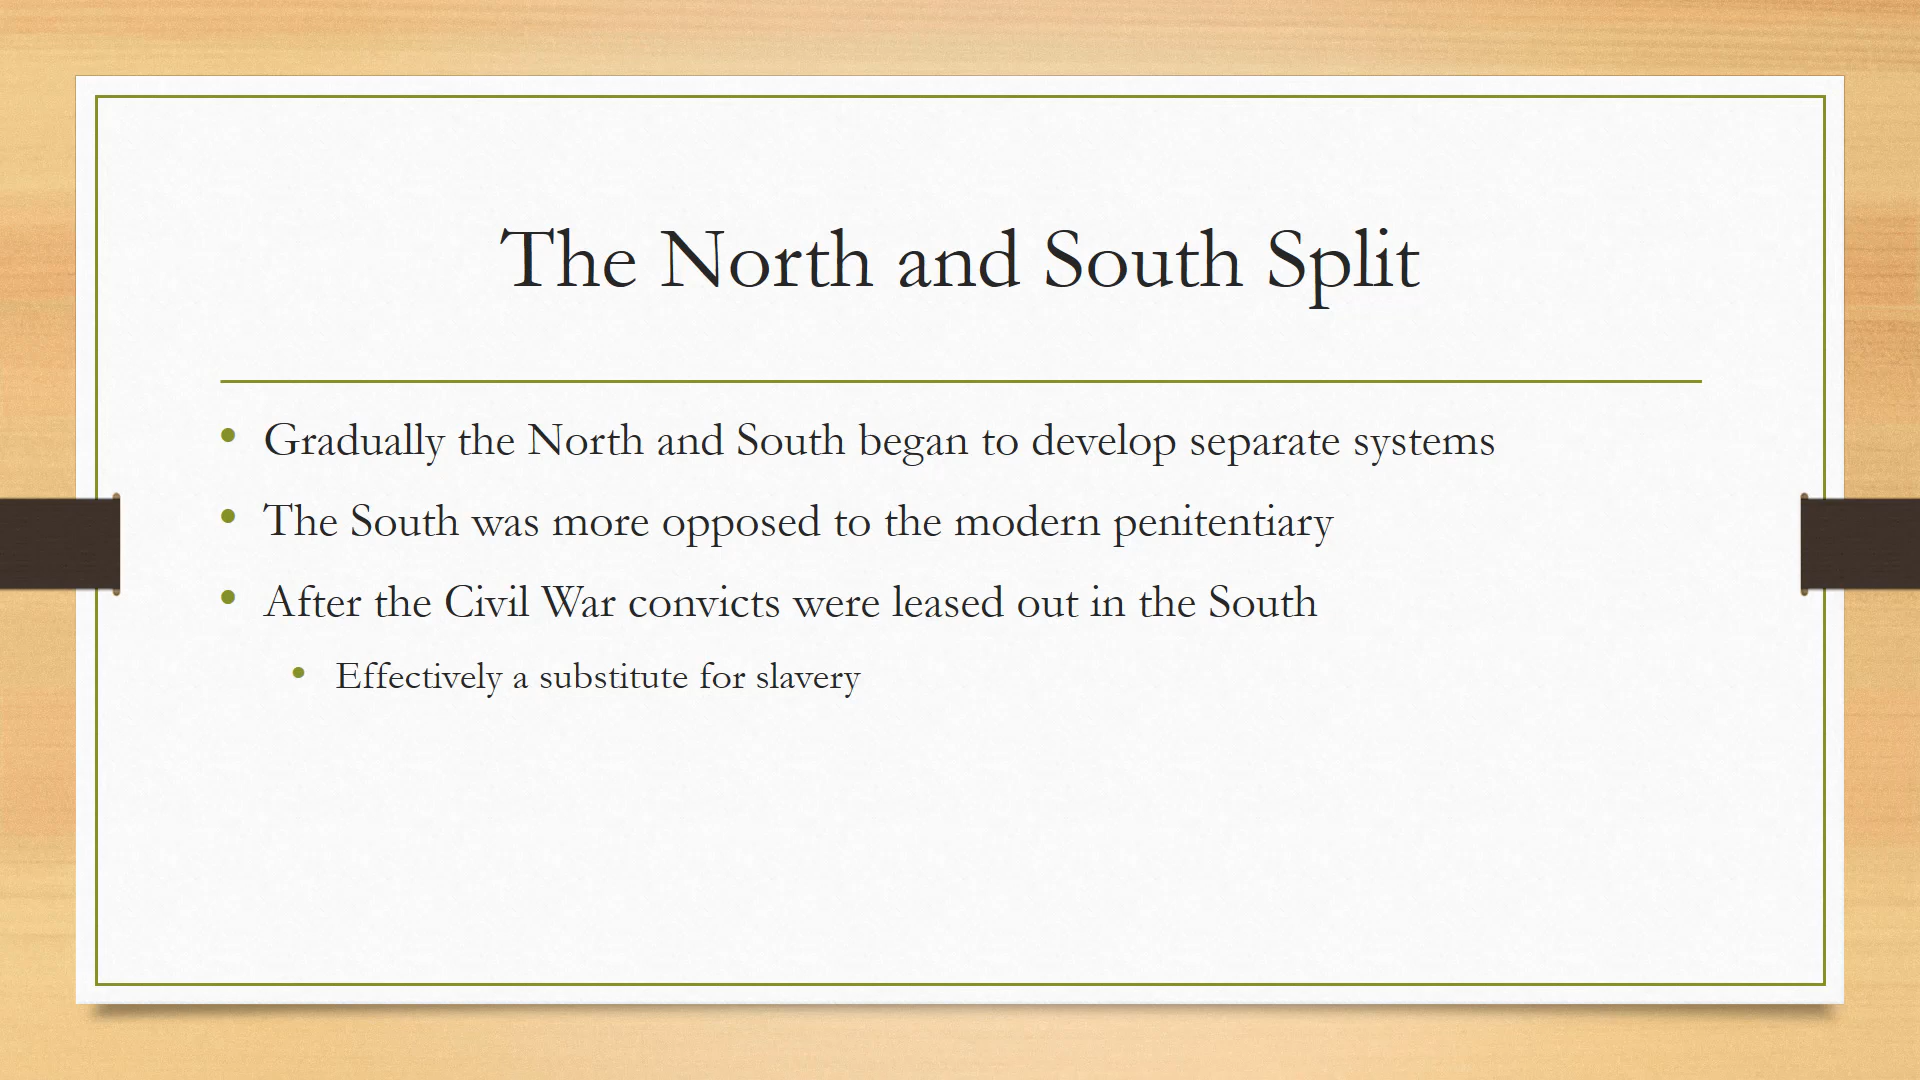 The North and South Split
• Gradually the North and South began to develop separate systems
• The South was more opposed to the modern penitentiary
• After the Civil War convicts were leased out in the South
• Effectively a substitute for slavery